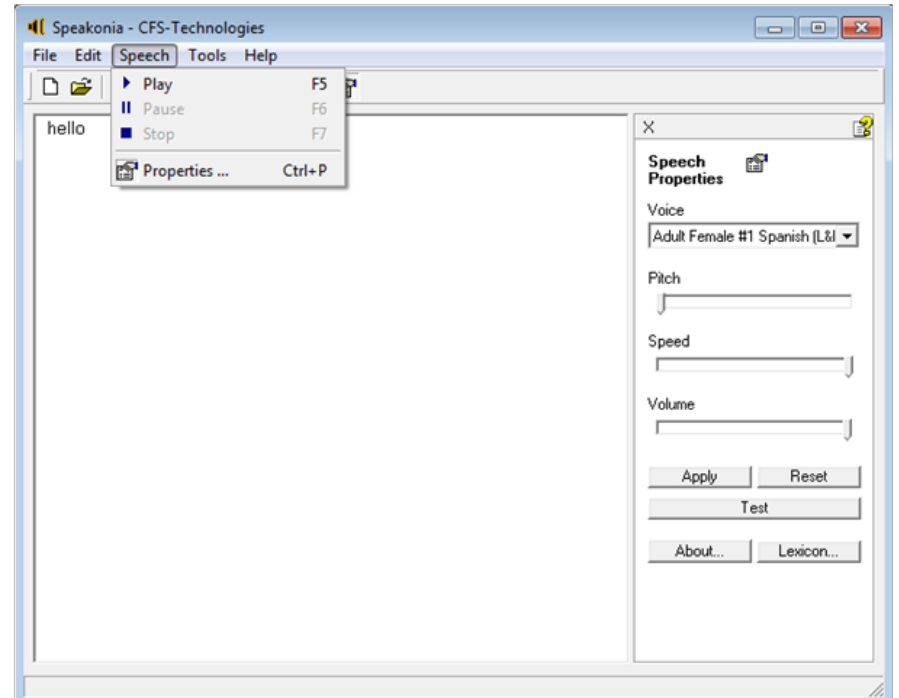 Speakonia - CFS-Technologies
File Edit Speech Tools Help
Play F5
Pause F6
Stop F7
Properties ... Ctrl+P
hello
Speech
Properties
Voice
Adult Female #1 Spanish (L&
Pitch
Speed
Volume
Apply Reset
Test
About... Lexicon...